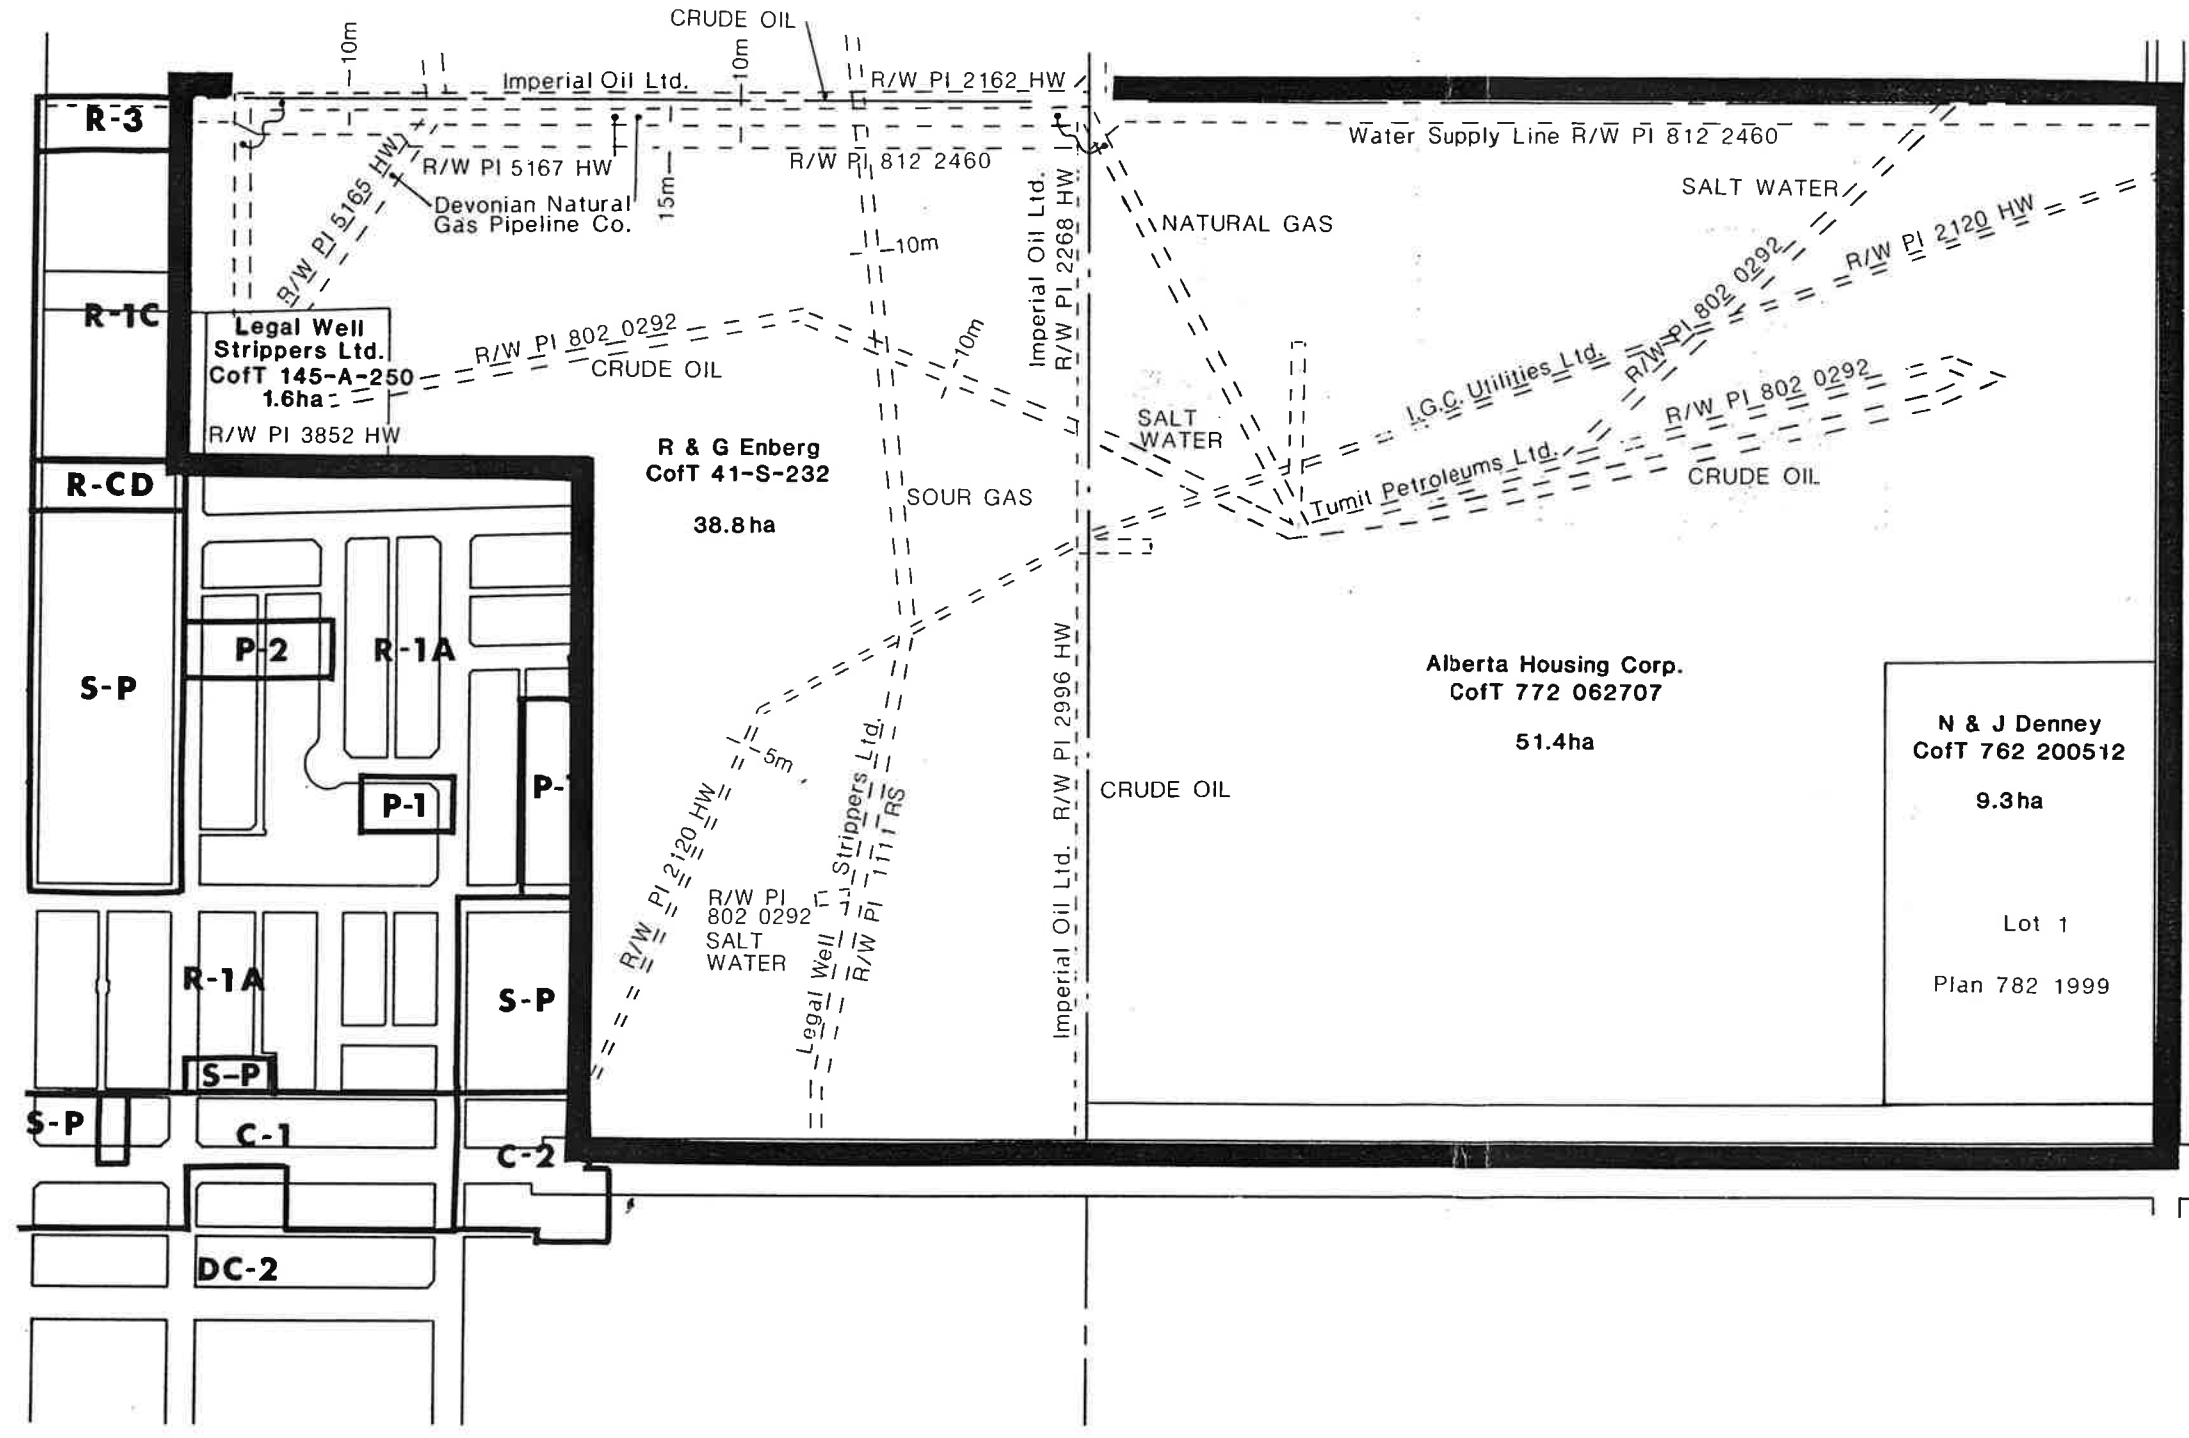 CRUDE OIL
10m
10m
Imperial Oil Ltd.
R/W Pl 2162 HW
R-3
Water Supply Line R/W Pl 812 2460
R/W Pl 5167 HW
R/W Pl 812 2460
R/W Pl 5165 HW
Devonian Natural
Gas Pipeline Co.
15m
Imperial Oil Ltd.
R/W Pl 2268 HW
SALT WATER
NATURAL GAS
10m
R/W Pl 2120 HW
R/W Pl 802 0292
R-1C
Legal Well
Strippers Ltd.
CofT 145-A-250
1.6ha
R/W Pl 3852 HW
R/W Pl 802 0292
CRUDE OIL
10m
I.G.C. Utilities Ltd.
R/W Pl 802 0292
SALT
WATER
R & G Enberg
CofT 41-S-232
38.8ha
Tumit Petroleums Ltd.
CRUDE OIL
R-CD
SOUR GAS
P-2
R-1A
S-P
Alberta Housing Corp.
CofT 772 062707
51.4ha
N & J Denney
CofT 762 200512
9.3ha
Lot 1
Plan 782 1999
P-1
P-
5m
R/W Pl 2120 HW
Legal Well Strippers Ltd.
R/W Pl 1111 RS
Imperial Oil Ltd. R/W Pl 2996 HW
CRUDE OIL
R/W Pl
802 0292
SALT
WATER
R-1A
S-P
S-P
S-P
C-1
C-2
DC-2